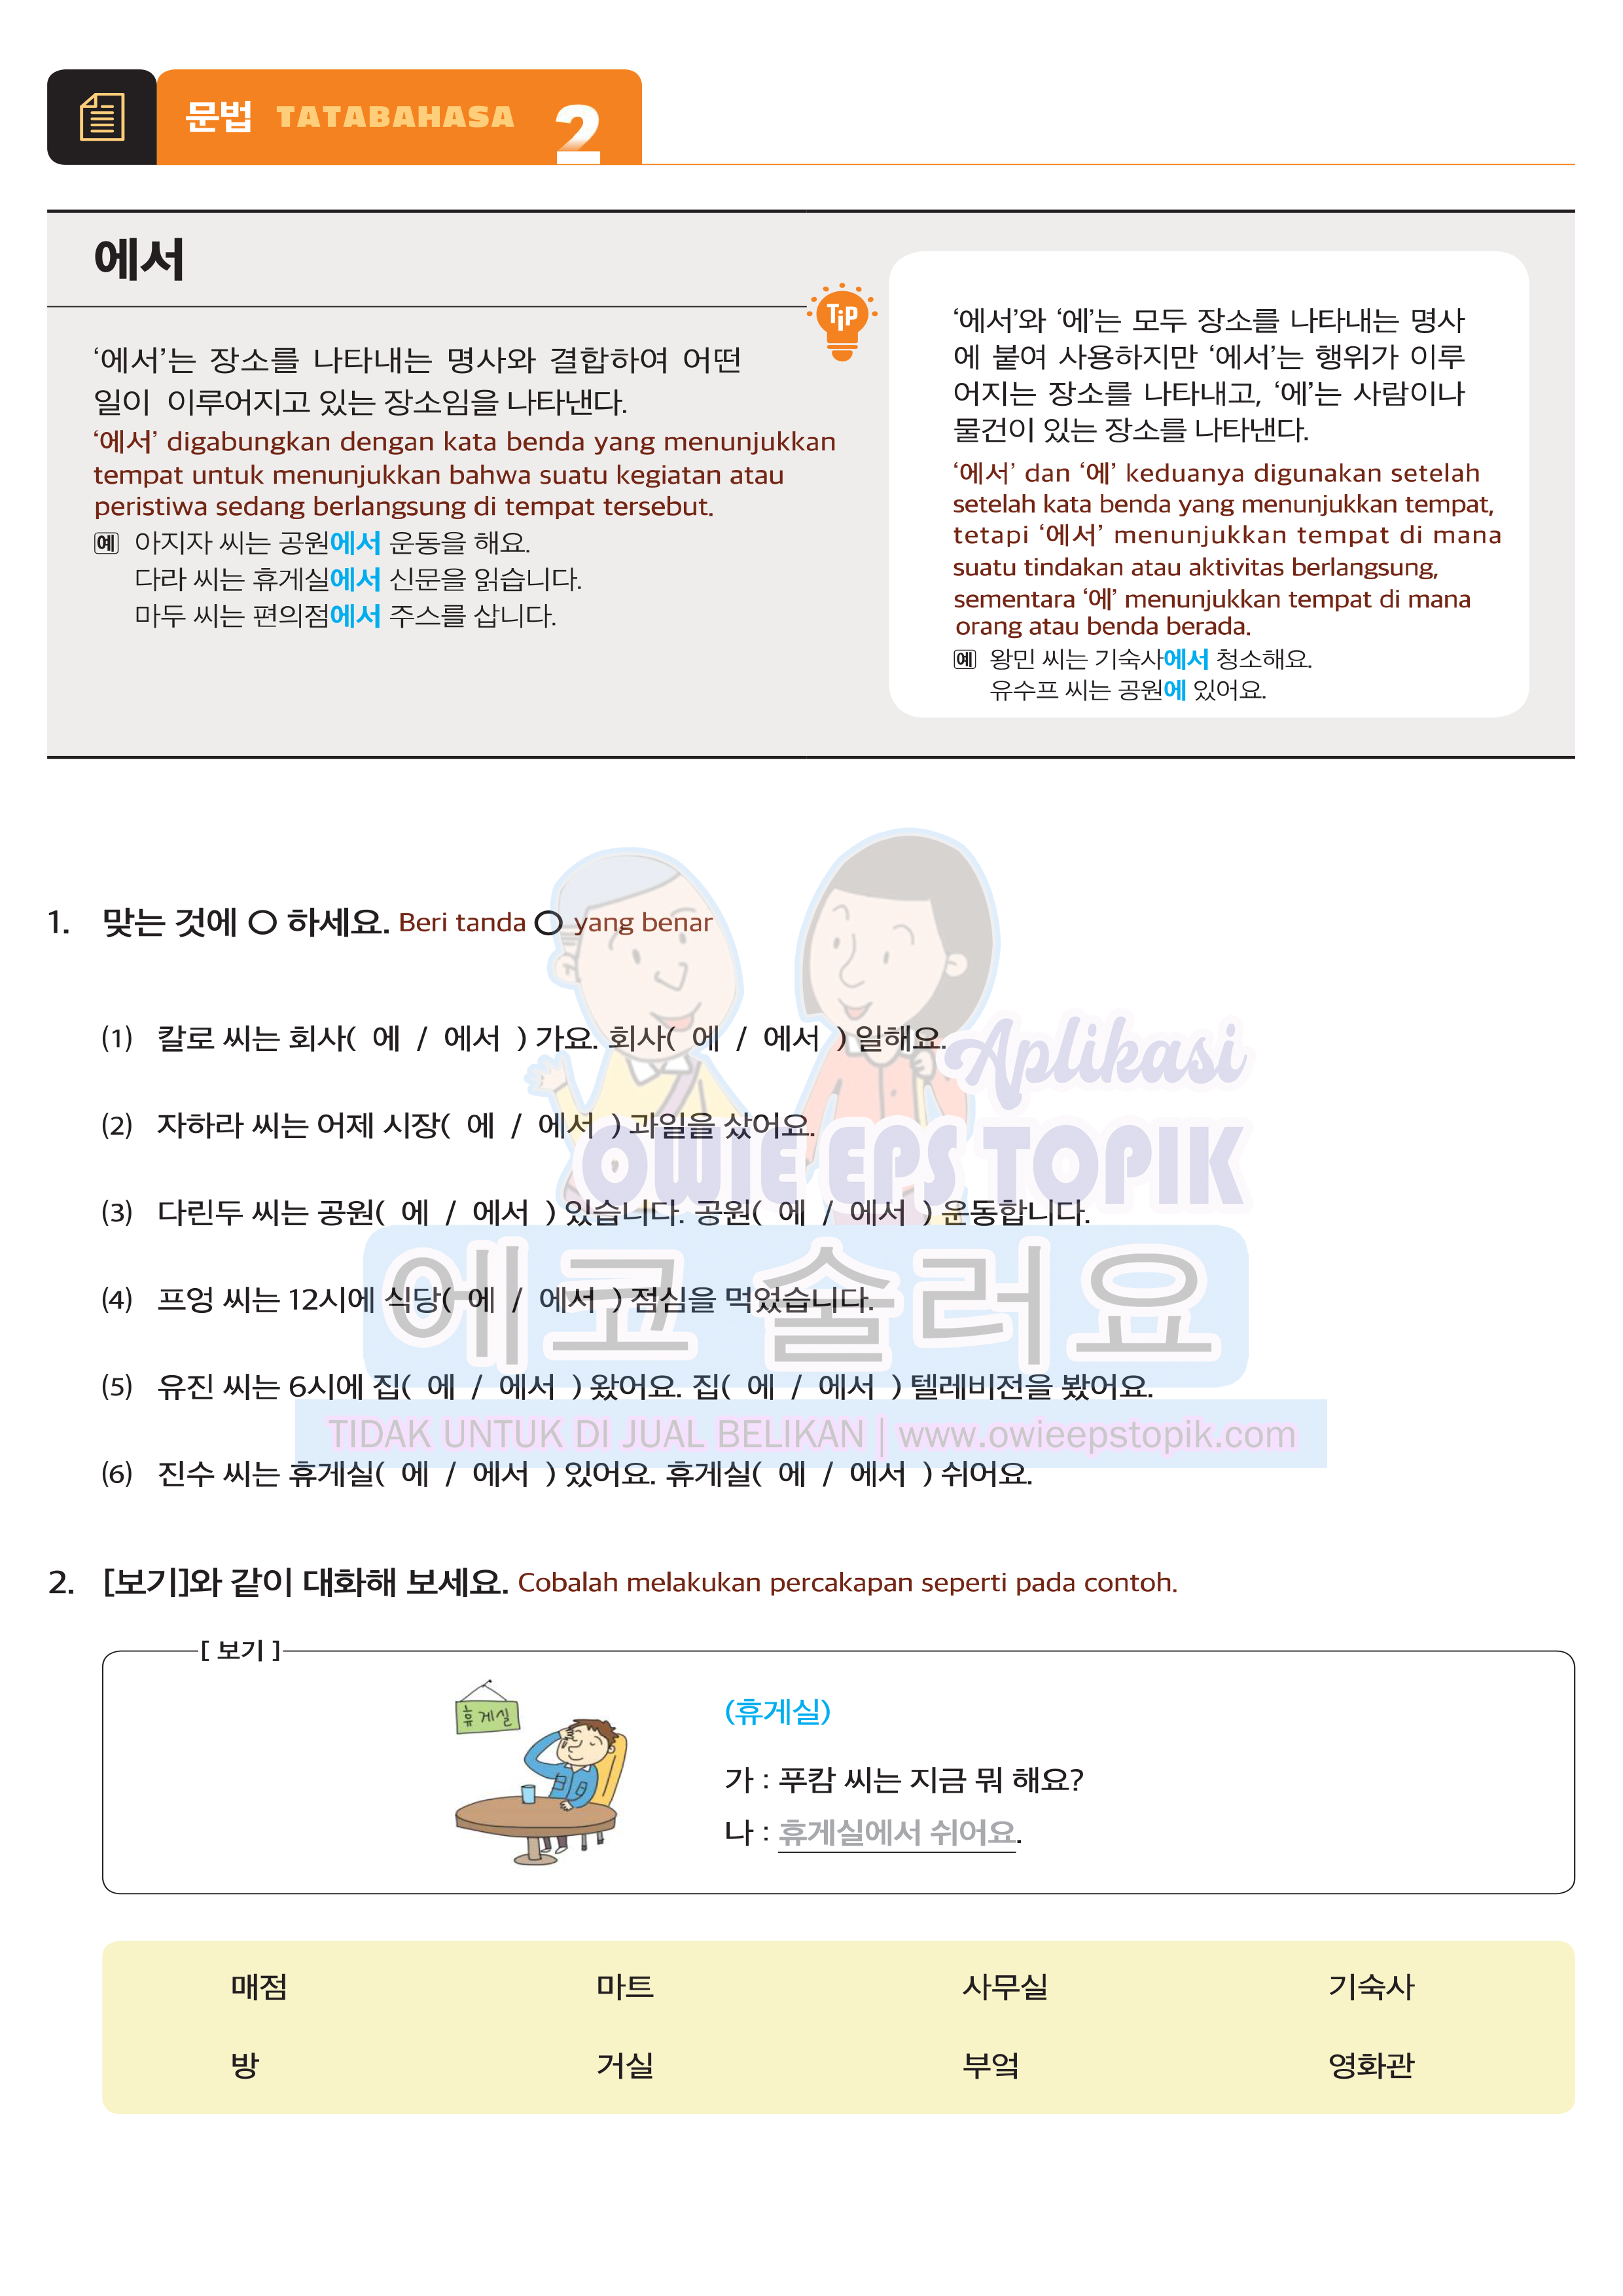 문법 TATABAHASA 2
에서
‘에서’는 장소를 나타내는 명사와 결합하여 어떤
일이 이루어지고 있는 장소임을 나타낸다.
‘에서’ digabungkan dengan kata benda yang menunjukkan
tempat untuk menunjukkan bahwa suatu kegiatan atau
peristiwa sedang berlangsung di tempat tersebut.
예 아지자 씨는 공원에서 운동을 해요.
다라 씨는 휴게실에서 신문을 읽습니다.
마두 씨는 편의점에서 주스를 삽니다.
TiP
‘에서’와 ‘에’는 모두 장소를 나타내는 명사
에 붙여 사용하지만 ‘에서’는 행위가 이루
어지는 장소를 나타내고, ‘에’는 사람이나
물건이 있는 장소를 나타낸다.
‘에서’ dan ‘에’ keduanya digunakan setelah
setelah kata benda yang menunjukkan tempat,
tetapi ‘에서’ menunjukkan tempat di mana
suatu tindakan atau aktivitas berlangsung,
sementara ‘에’ menunjukkan tempat di mana
orang atau benda berada.
예 왕민 씨는 기숙사에서 청소해요.
유수프 씨는 공원에 있어요.
1. 맞는 것에 ○ 하세요. Beri tanda ○ yang benar
(1) 칼로 씨는 회사( 에 / 에서 ) 가요. 회사( 에 / 에서 ) 일해요.
(2) 자하라 씨는 어제 시장( 에 / 에서 ) 과일을 샀어요.
(3) 다린두 씨는 공원( 에 / 에서 ) 있습니다. 공원( 에 / 에서 ) 운동합니다.
(4) 프엉 씨는 12시에 식당( 에 / 에서 ) 점심을 먹었습니다.
(5) 유진 씨는 6시에 집( 에 / 에서 ) 왔어요. 집( 에 / 에서 ) 텔레비전을 봤어요.
(6) 진수 씨는 휴게실( 에 / 에서 ) 있어요. 휴게실( 에 / 에서 ) 쉬어요.
Aplikasi
OWIE EPS TOPIK
에코 술러요
TIDAK UNTUK DI JUAL BELIKAN | www.owieepstopik.com
2. [보기]와 같이 대화해 보세요. Cobalah melakukan percakapan seperti pada contoh.
[ 보기 ]
휴게실
(휴게실)
가 : 푸캄 씨는 지금 뭐 해요?
나 : 휴게실에서 쉬어요.
매점 마트 사무실 기숙사
방 거실 부엌 영화관